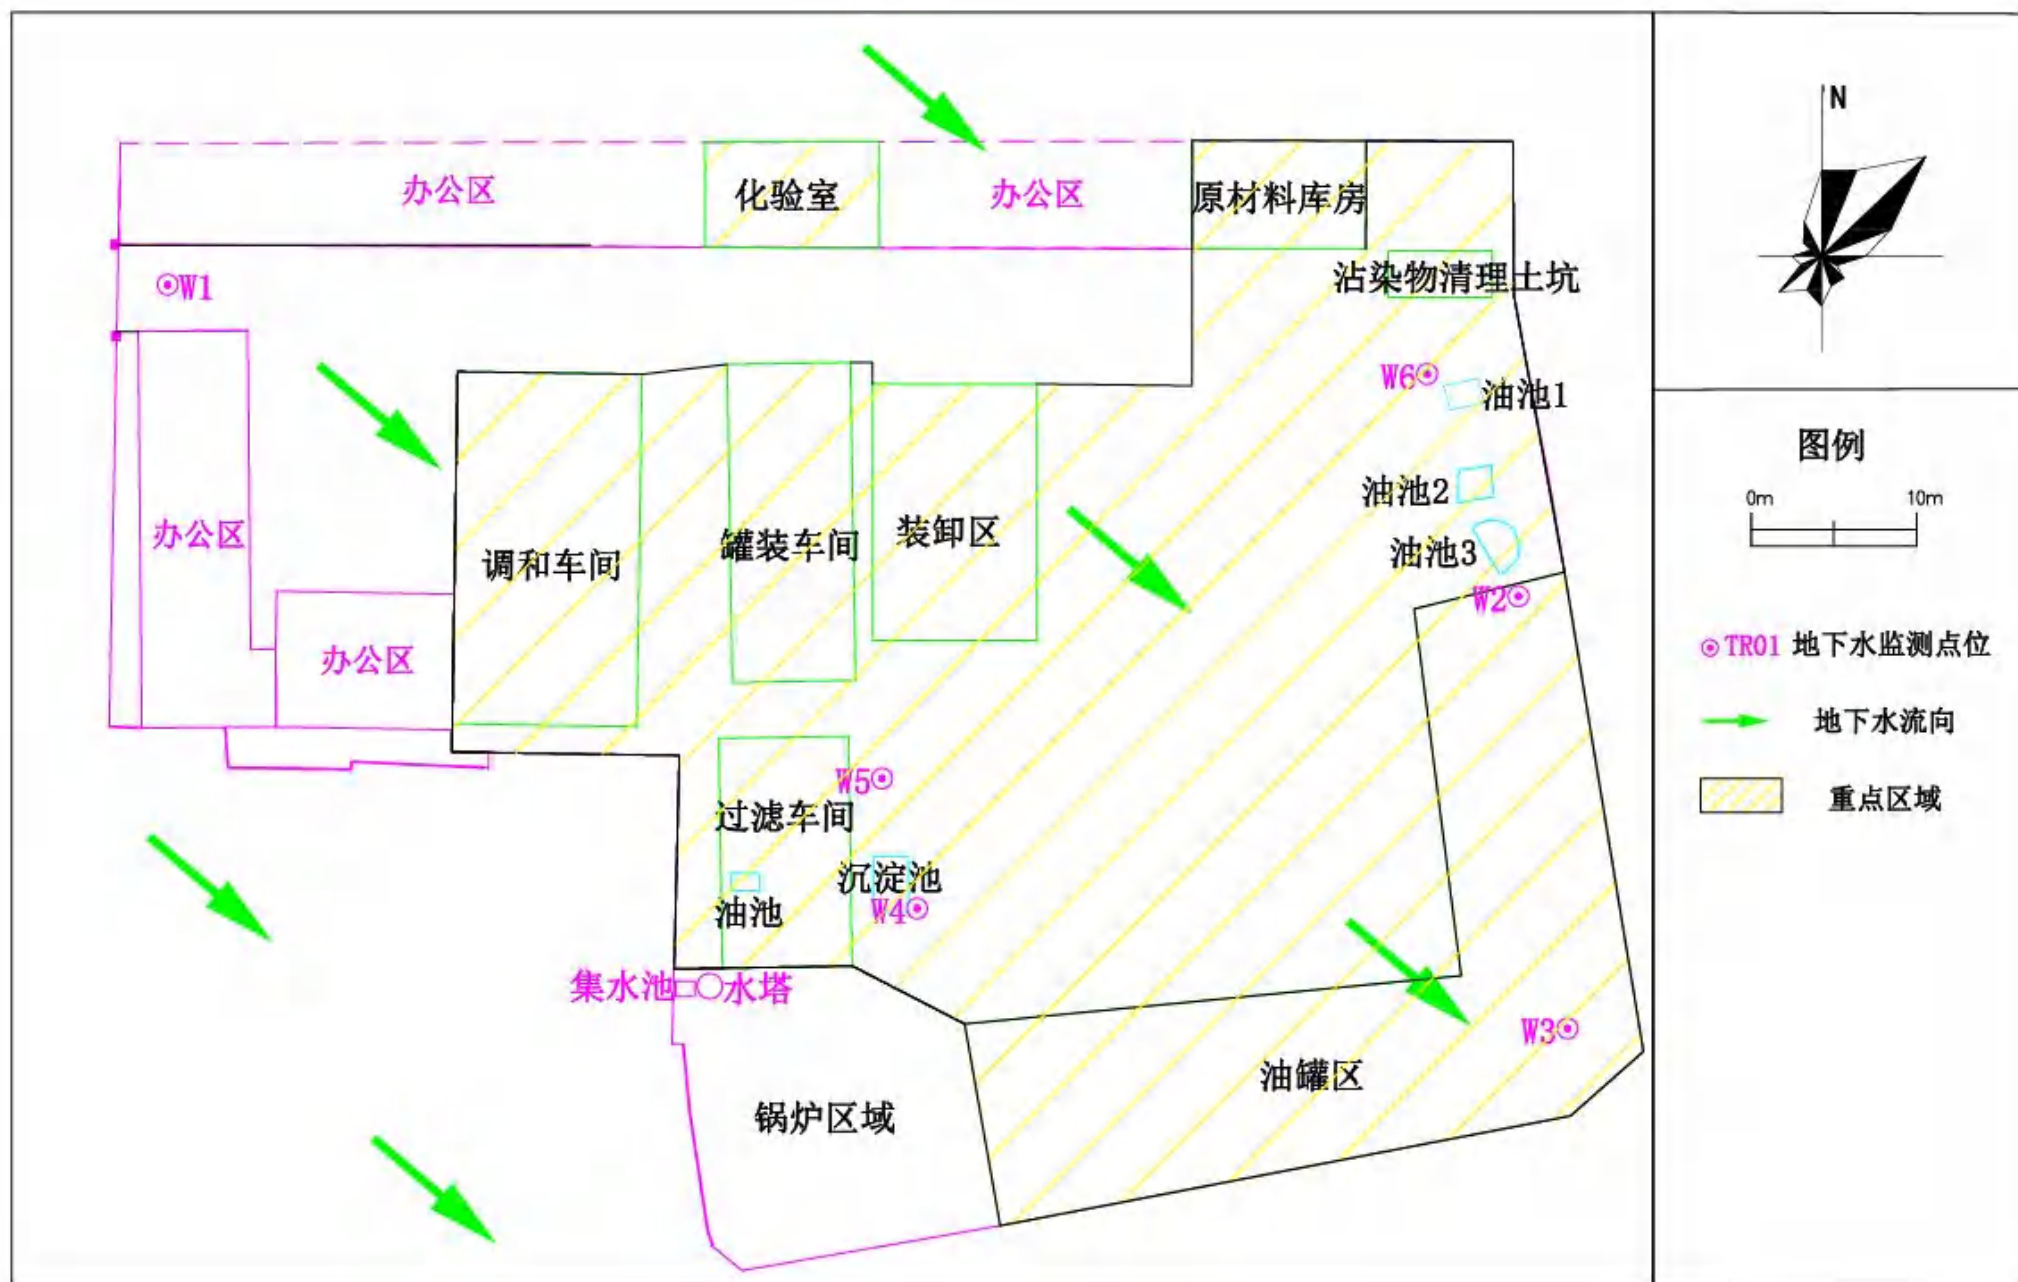 N
办公区
化验室
办公区
原材料库房
沾染物清理土坑
W1
W6
油池1
图例
0m
10m
油池2
办公区
调和车间
罐装车间
装卸区
油池3
W2
TR01 地下水监测点位
办公区
地下水流向
W5
过滤车间
重点区域
沉淀池
油池
W4
集水池
水塔
W3
油罐区
锅炉区域